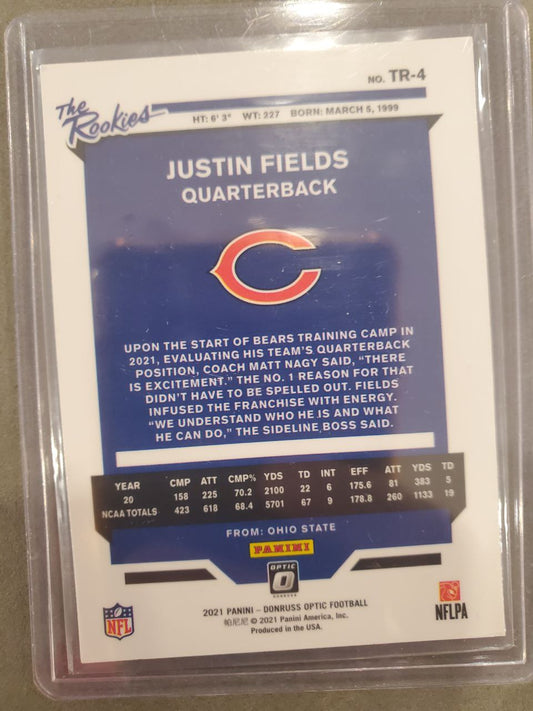 NO. TR-4
The
Rookies
HT: 6' 3" WT: 227 BORN: MARCH 5, 1999
JUSTIN FIELDS
QUARTERBACK
UPON THE START OF BEARS TRAINING CAMP IN
2021, EVALUATING HIS TEAM'S QUARTERBACK
POSITION, COACH MATT NAGY SAID, "THERE
IS EXCITEMENT." THE NO. 1 REASON FOR THAT
DIDN'T HAVE TO BE SPELLED OUT. FIELDS
INFUSED THE FRANCHISE WITH ENERGY.
"WE UNDERSTAND WHO HE IS AND WHAT
HE CAN DO," THE SIDELINE BOSS SAID.
YEAR CMP ATT CMP% YDS TD INT EFF ATT YDS TD
20 158 225 70.2 2100 22 6 175.6 81 383 5
NCAA TOTALS 423 618 68.4 5701 67 9 178.8 260 1133 19
FROM: OHIO STATE
PANINI
OPTIC
DONRUSS
2021 PANINI – DONRUSS OPTIC FOOTBALL
帕尼尼 © 2021 Panini America, Inc.
Produced in the USA.
NFL
NFLPA